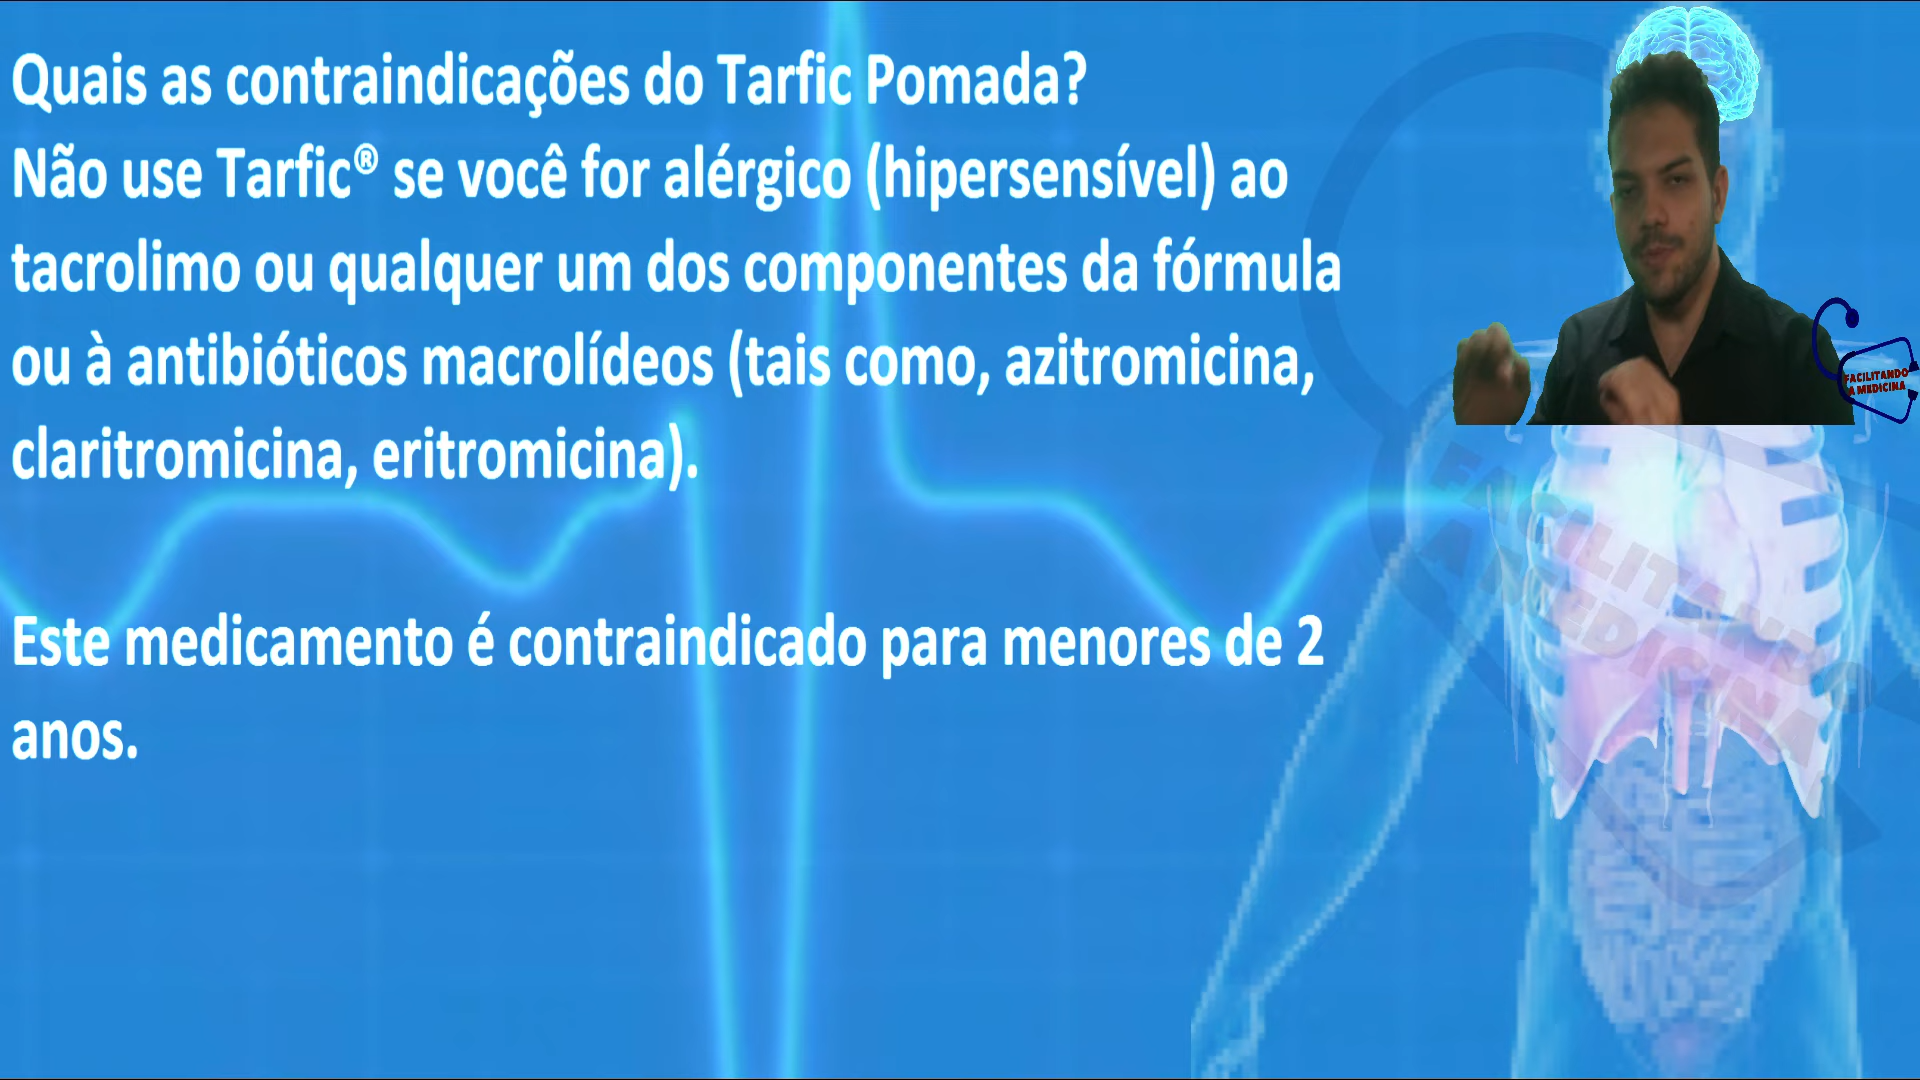 Quais as contraindicações do Tarfic Pomada?
Não use Tarfic® se você for alérgico (hipersensível) ao
tacrolimo ou qualquer um dos componentes da fórmula
ou à antibióticos macrolídeos (tais como, azitromicina,
claritromicina, eritromicina).
Este medicamento é contraindicado para menores de 2
anos.
FACILITANDO
A MEDICINA
FACILITANDO
A MEDICINA